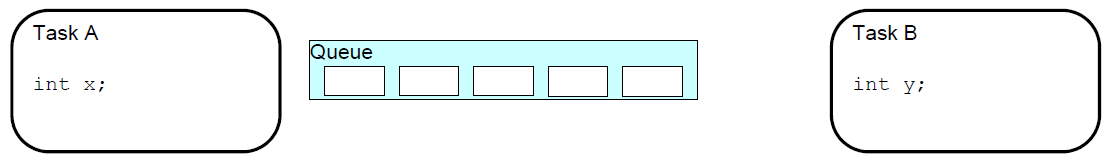 Task A
int x;
Queue
Task B
int y;